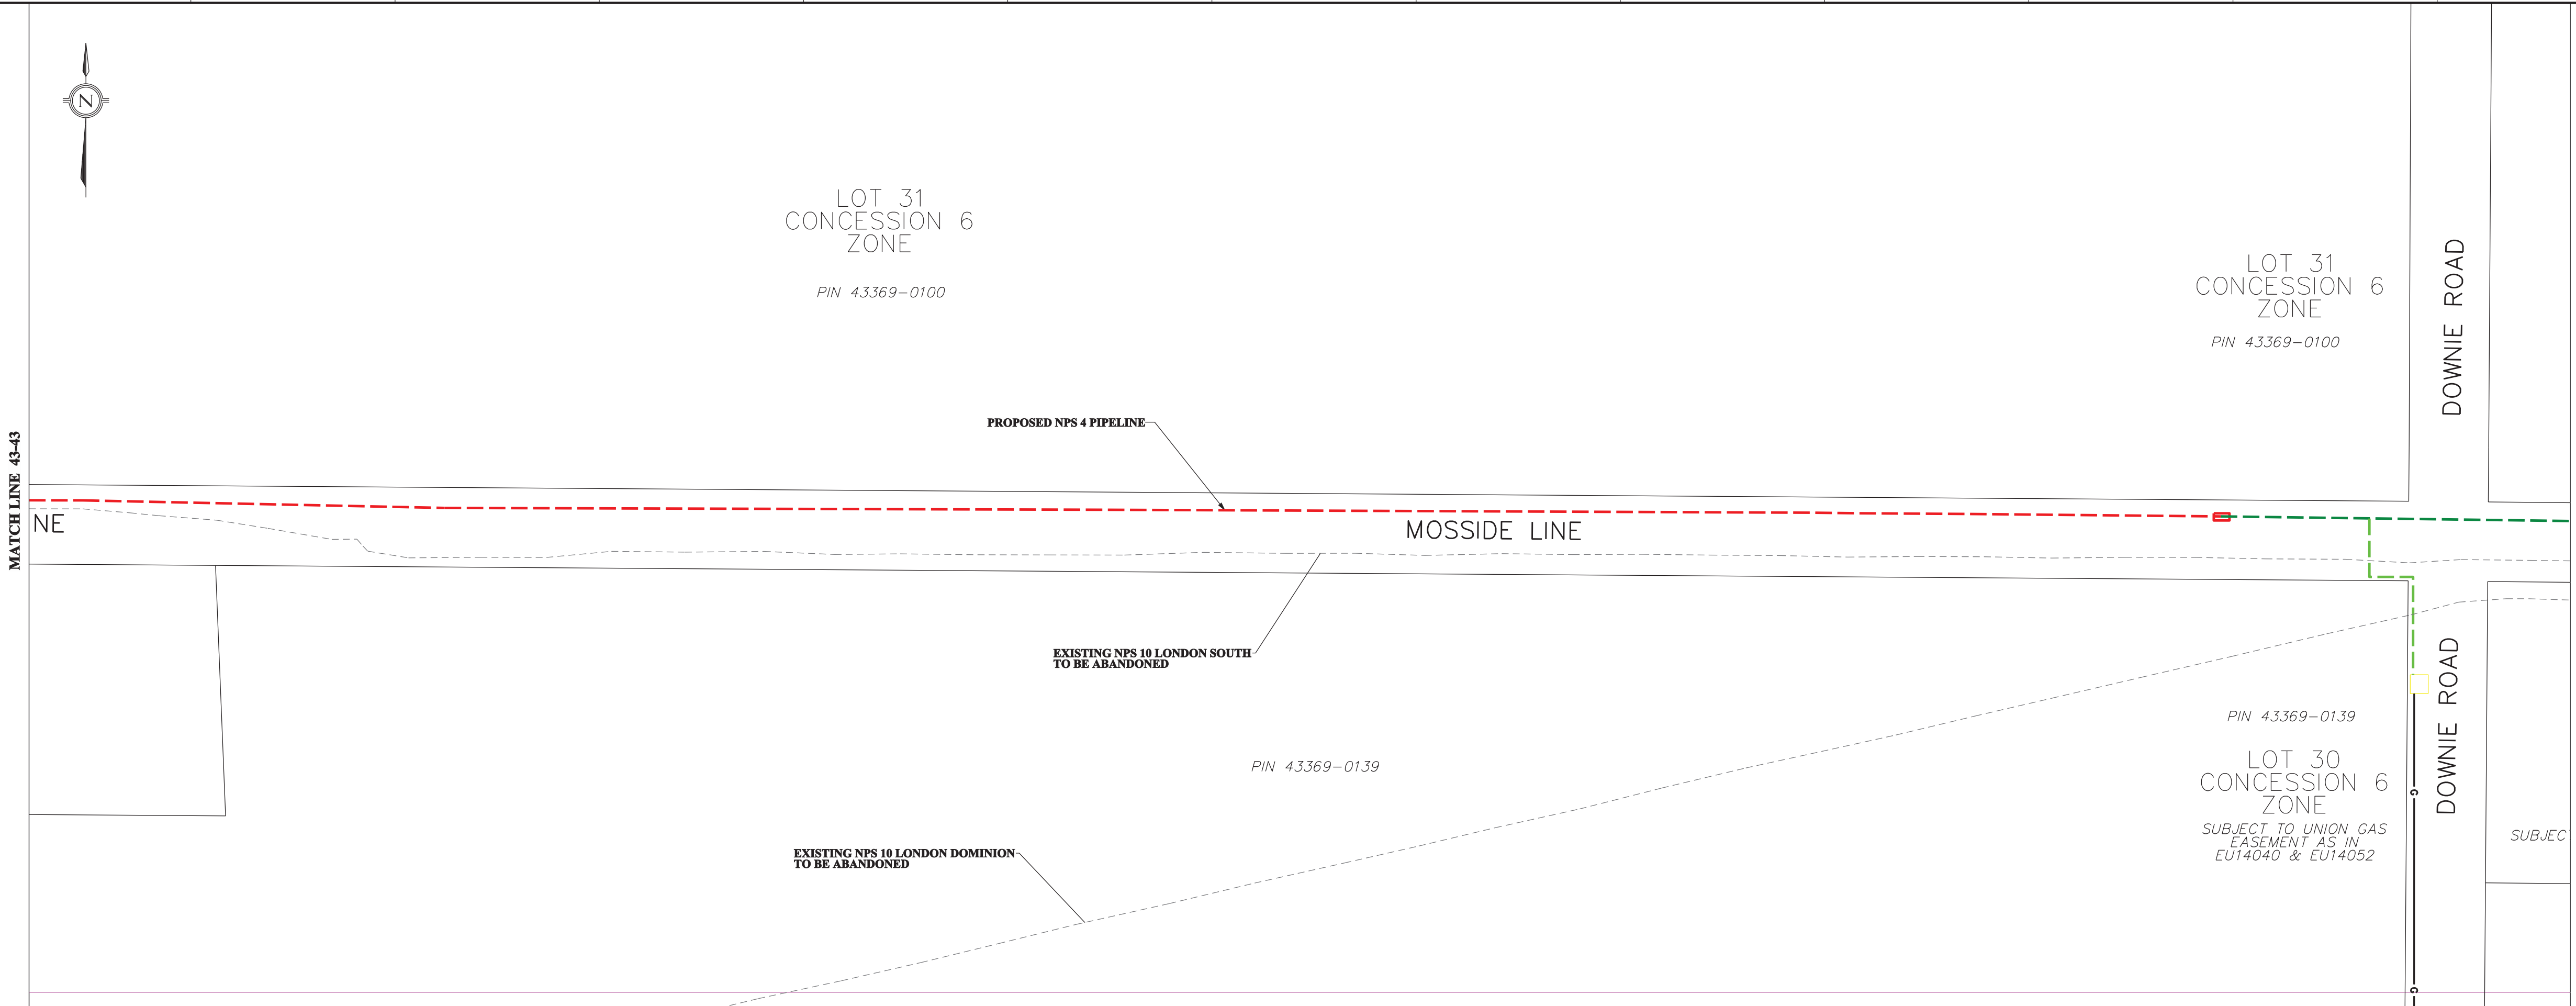 N
LOT 31
CONCESSION 6
ZONE
PIN 43369-0100
LOT 31
CONCESSION 6
ZONE
PIN 43369-0100
DOWNIE ROAD
PROPOSED NPS 4 PIPELINE
MATCH LINE 43-43
NE
MOSSIDE LINE
EXISTING NPS 10 LONDON SOUTH
TO BE ABANDONED
DOWNIE ROAD
PIN 43369-0139
PIN 43369-0139
LOT 30
CONCESSION 6
ZONE
SUBJECT TO UNION GAS
EASEMENT AS IN
EU14040 & EU14052
SUBJECT
EXISTING NPS 10 LONDON DOMINION
TO BE ABANDONED
G
G